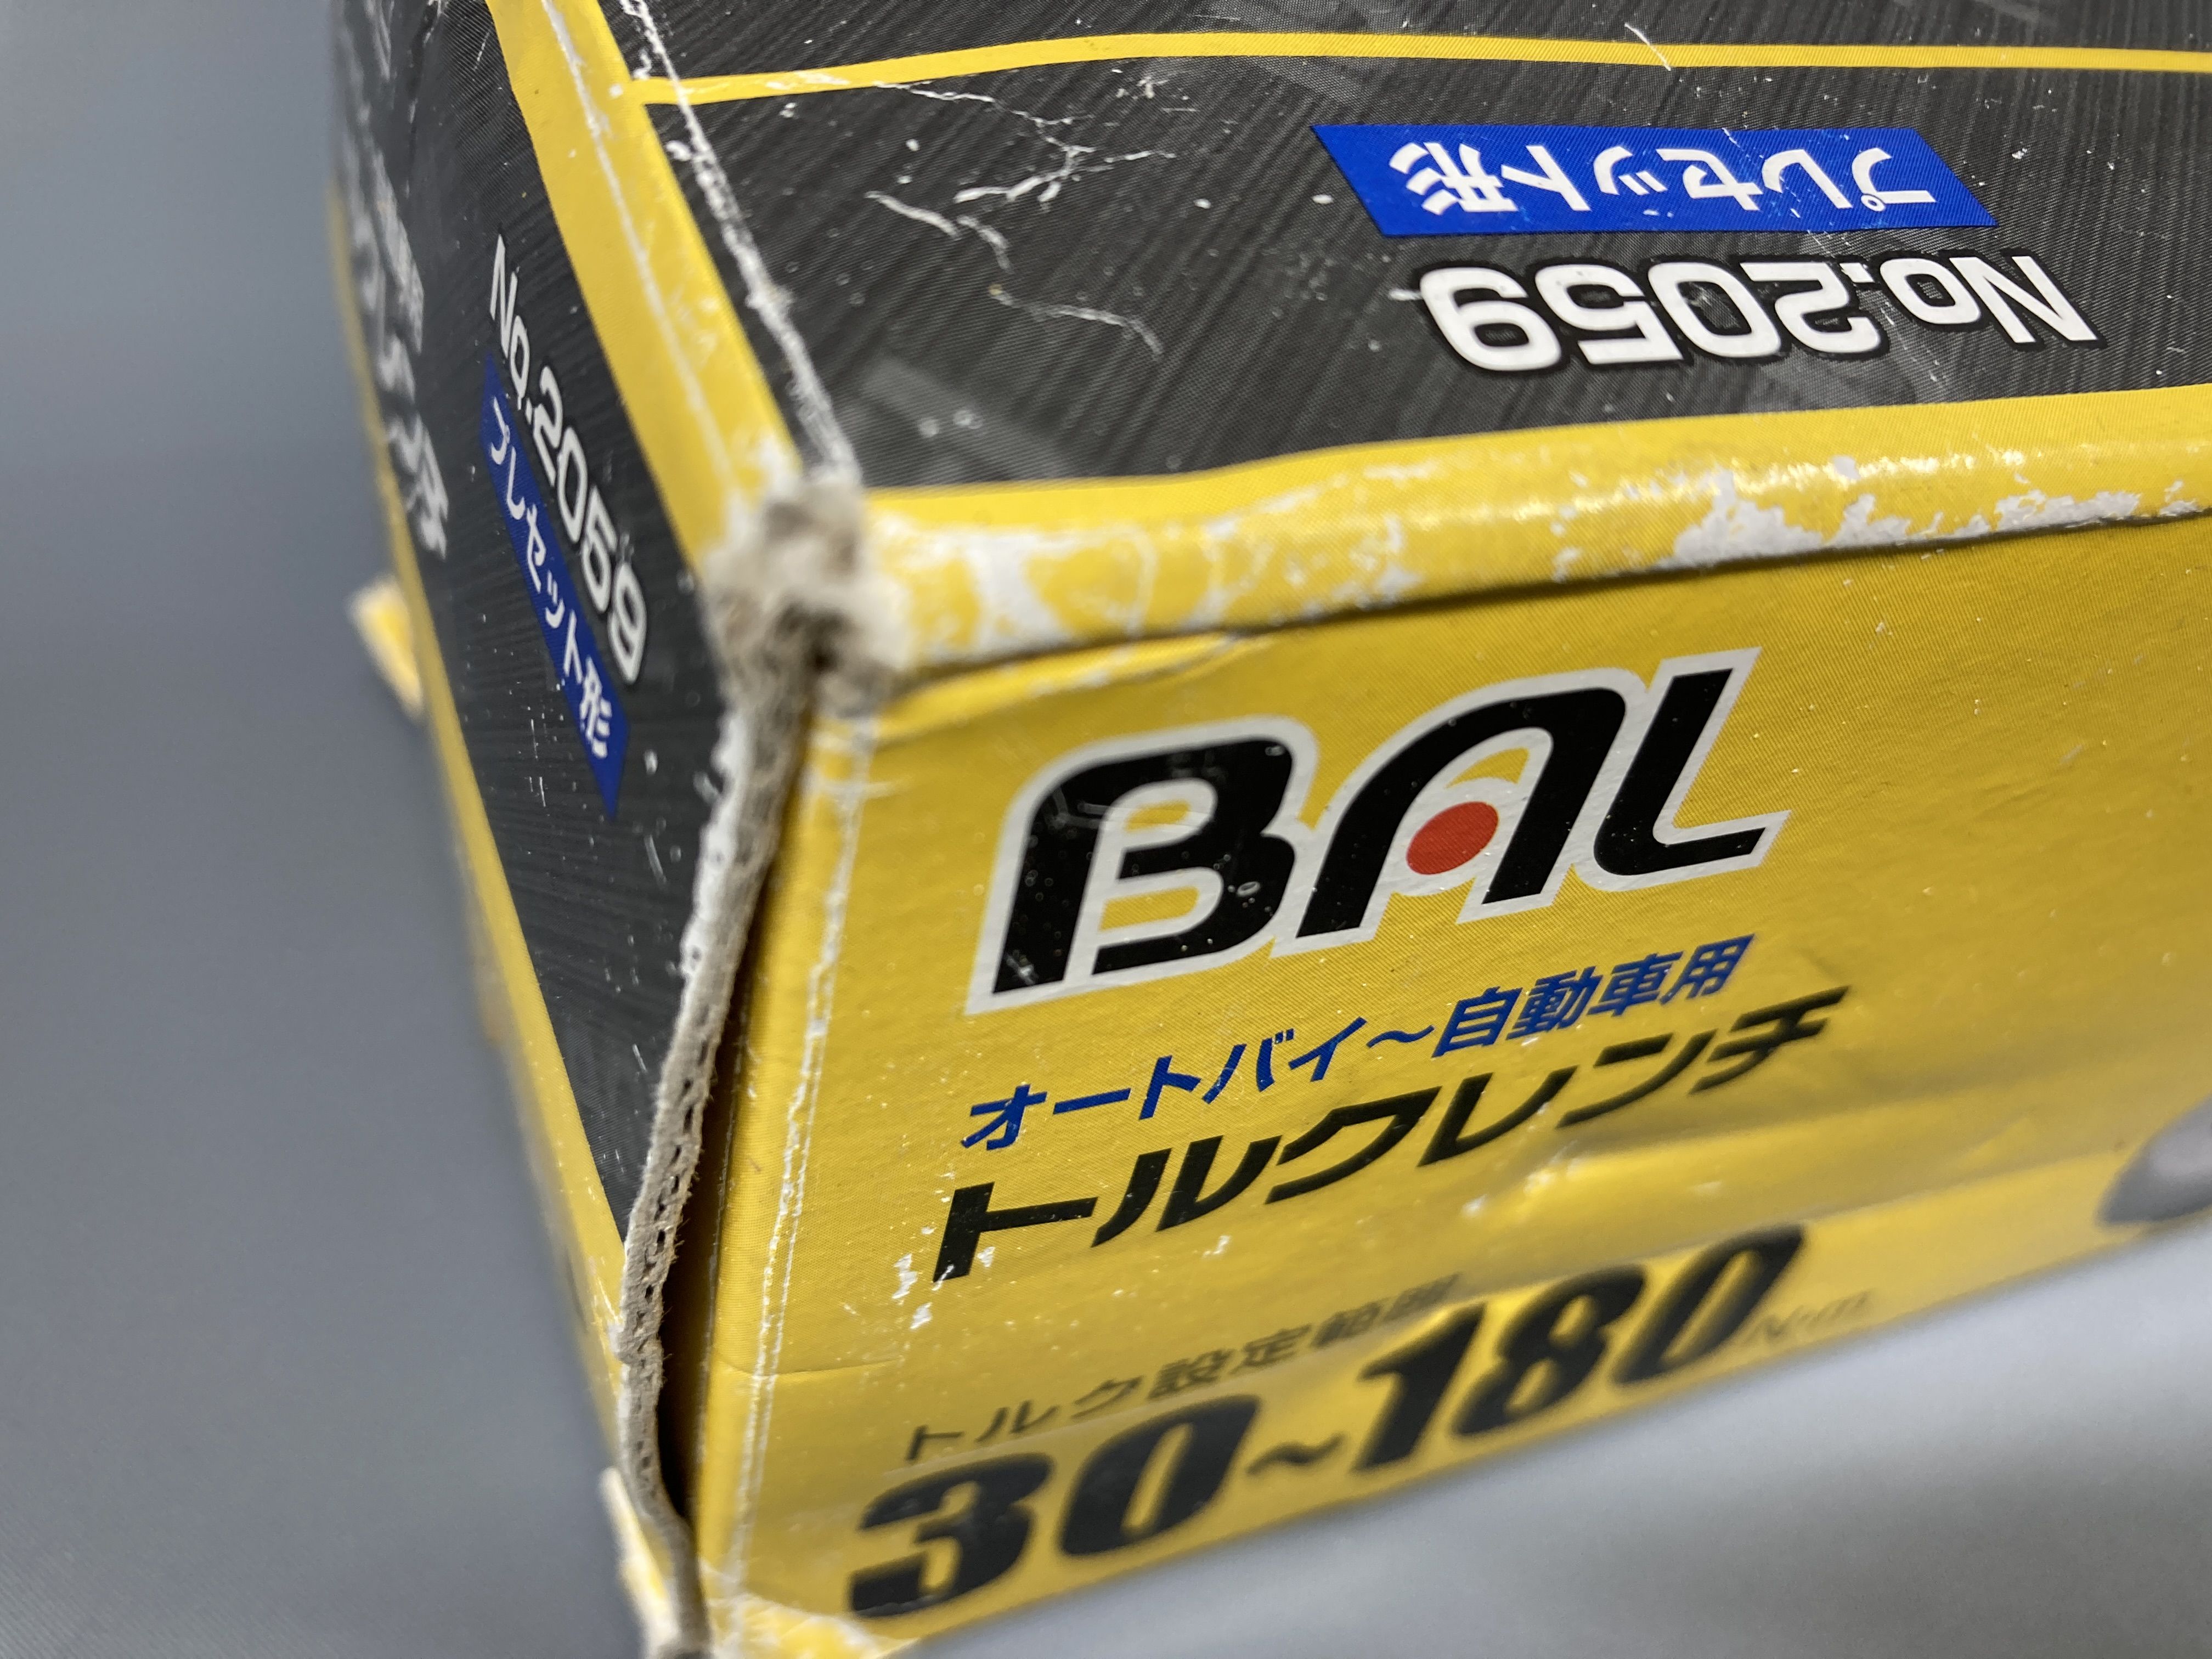 プレセット形
No.2059
No.2059
プレセット形
BAL
オートバイ～自動車用
トルクレンチ
トルク設定範囲
30~180 N・m